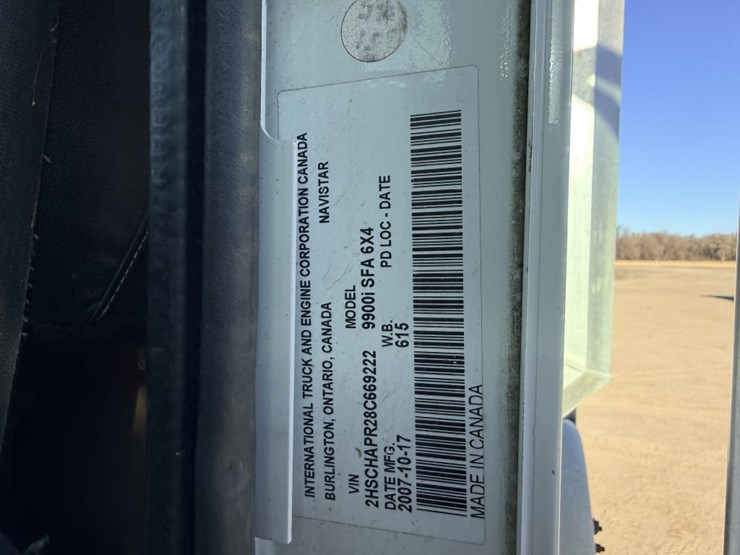 INTERNATIONAL TRUCK AND ENGINE CORPORATION CANADA
BURLINGTON, ONTARIO, CANADA NAVISTAR
VIN MODEL
2HSCHAPR28C669222 9900i SFA 6X4
DATE MFG. W.B. PD LOC - DATE
2007-10-17 615
MADE IN CANADA